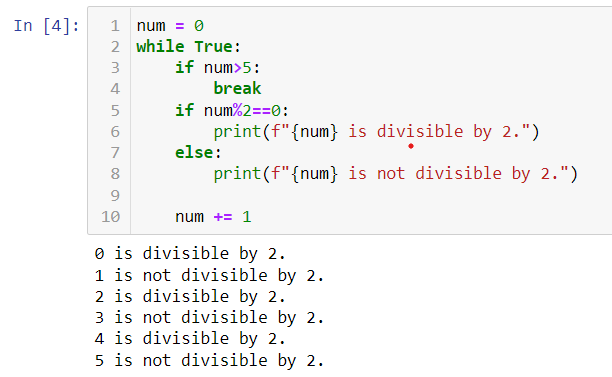 In [4]:
1 num = 0
2 while True:
3     if num>5:
4         break
5     if num%2==0:
6         print(f"{num} is divisible by 2.")
7     else:
8         print(f"{num} is not divisible by 2.")
9
10     num += 1
0 is divisible by 2.
1 is not divisible by 2.
2 is divisible by 2.
3 is not divisible by 2.
4 is divisible by 2.
5 is not divisible by 2.